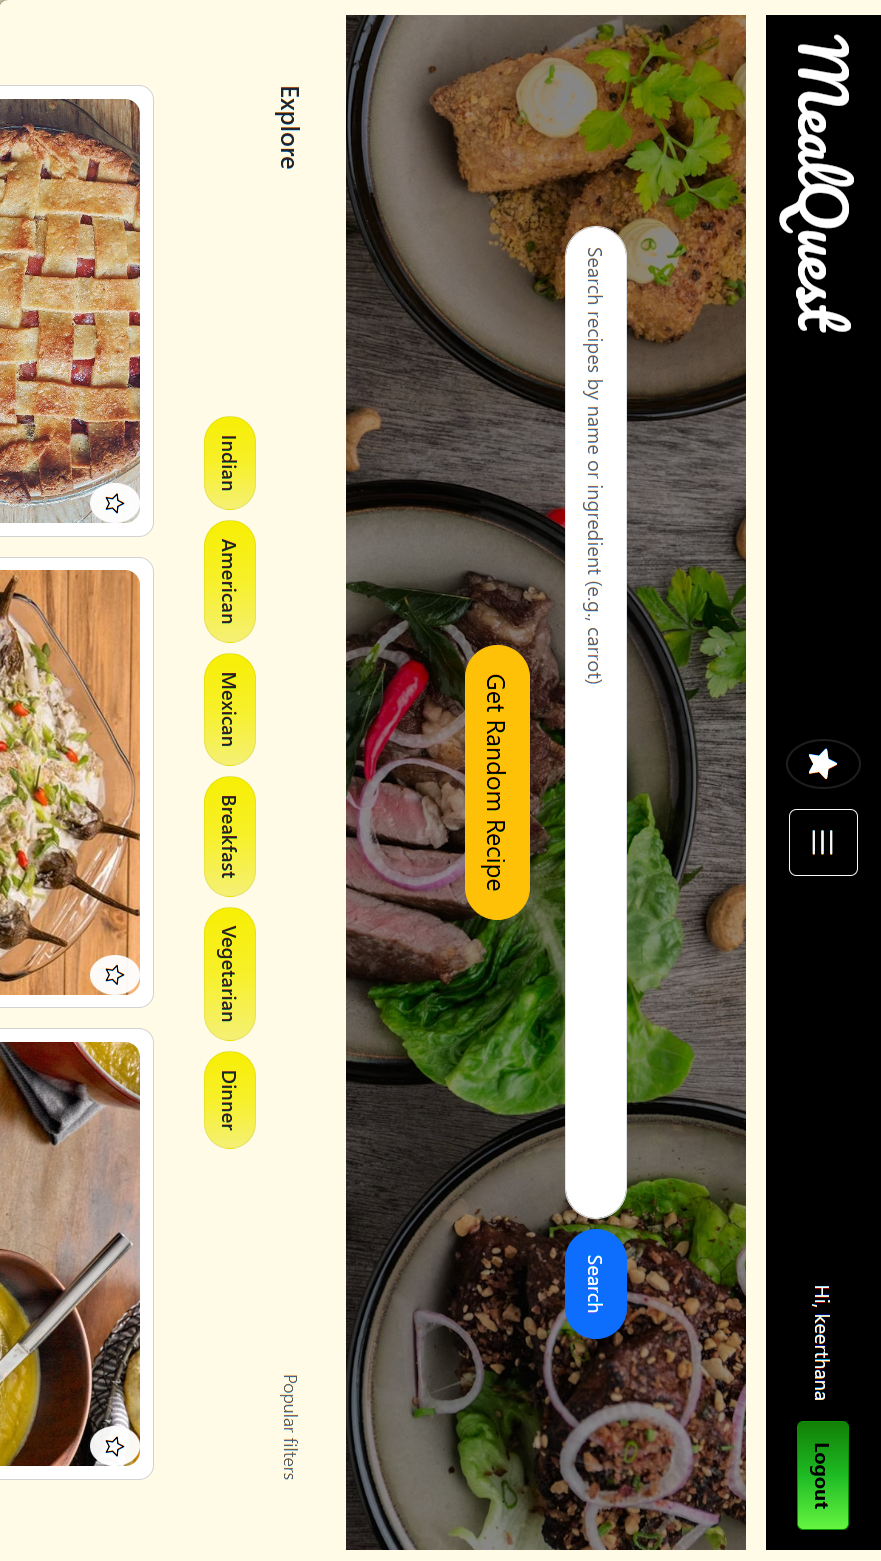 MealQuest
Hi, keerthana
Logout
Search recipes by name or ingredient (e.g., carrot)
Search
Get Random Recipe
Explore
Popular filters
Indian
American
Mexican
Breakfast
Vegetarian
Dinner